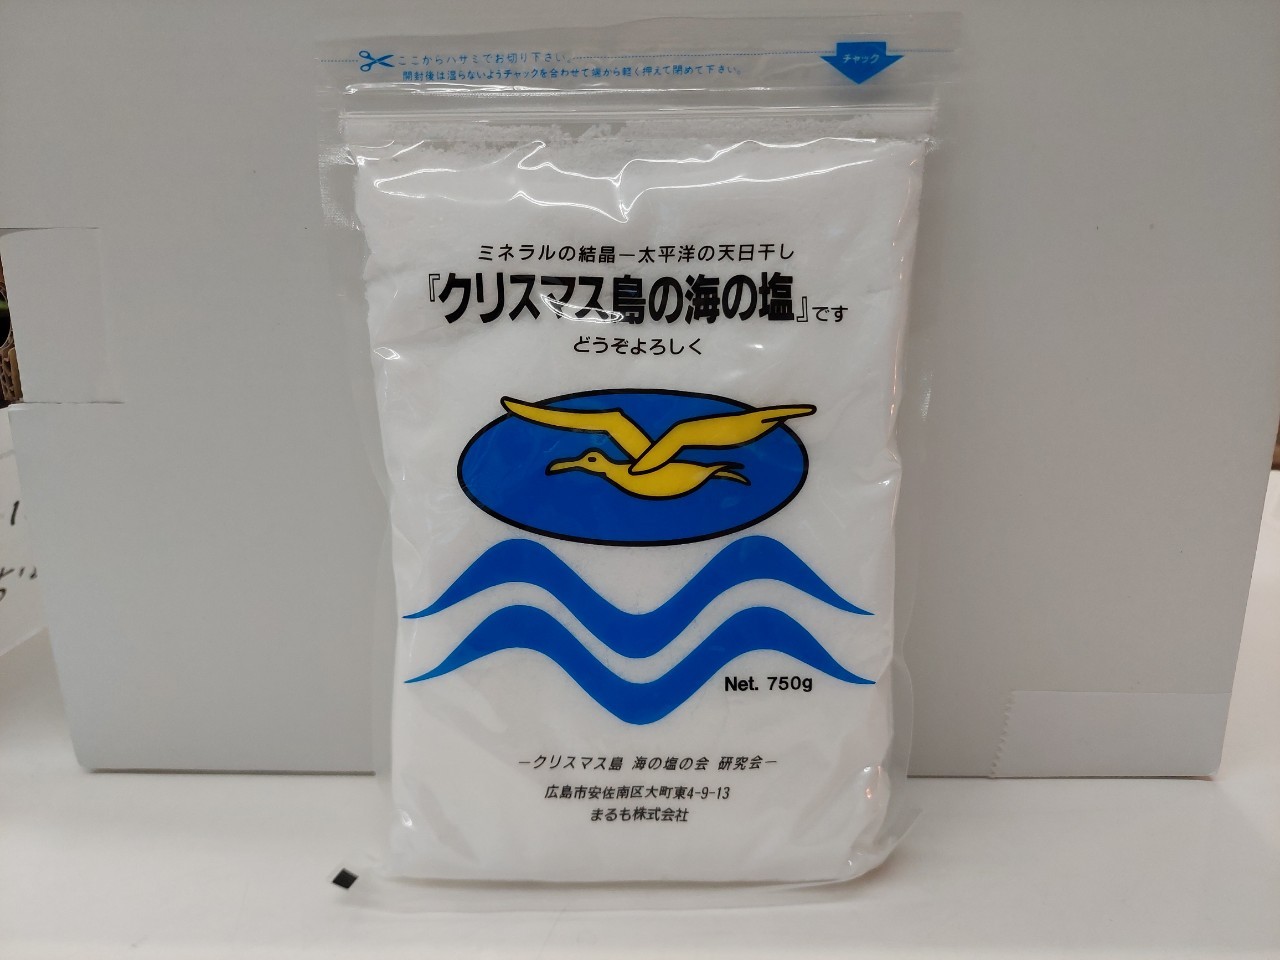 ここからハサミでお切り下さい。
開封後は湿らないようチャックを合わせて端から軽く押えて閉めて下さい。
チャック
ミネラルの結晶―太平洋の天日干し
『クリスマス島の海の塩』です
どうぞよろしく
Net. 750g
―クリスマス島 海の塩の会 研究会―
広島市安佐南区大町東4-9-13
まるも株式会社